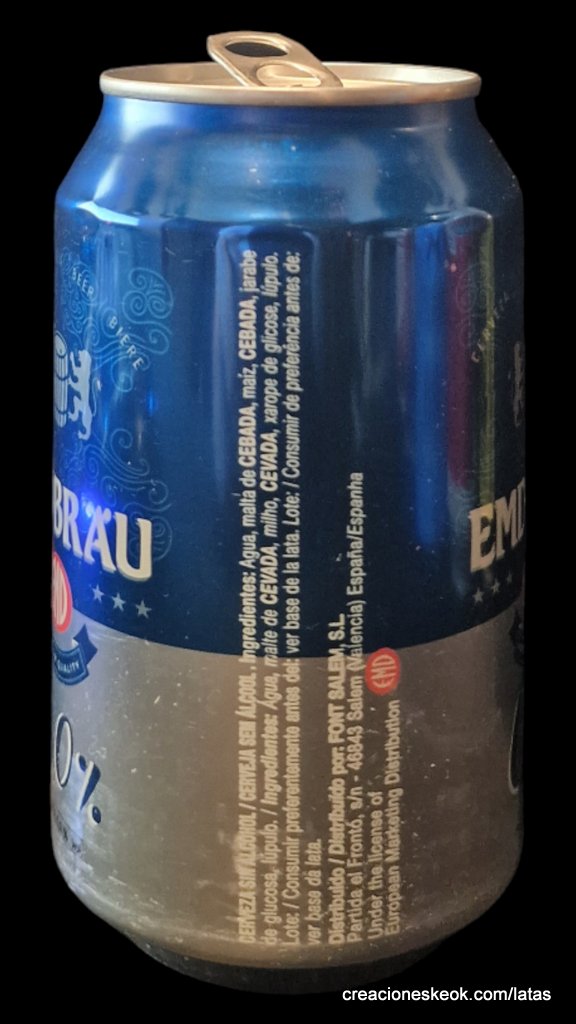 BEER · BIÈRE
BRÄU
EMD
QUALITY
0%
CERVEZA SIN ALCOHOL / CERVEJA SEM ÁLCOOL. Ingredientes: Agua, malta de CEBADA, maíz, CEBADA, jarabe
de glucosa, lúpulo. / Ingredientes: Água, malte de CEVADA, milho, CEVADA, xarope de glicose, lúpulo.
Lote: / Consumir preferentemente antes del: ver base de la lata. Lote: / Consumir de preferência antes de:
ver base da lata.
Distribuido / Distribuído por: FONT SALEM, S.L.
Partida el Frontó, s/n - 46843 Salem (Valencia) España/Espanha
Under the license of
European Marketing Distribution
EMD
EMD
creacioneskeok.com/latas